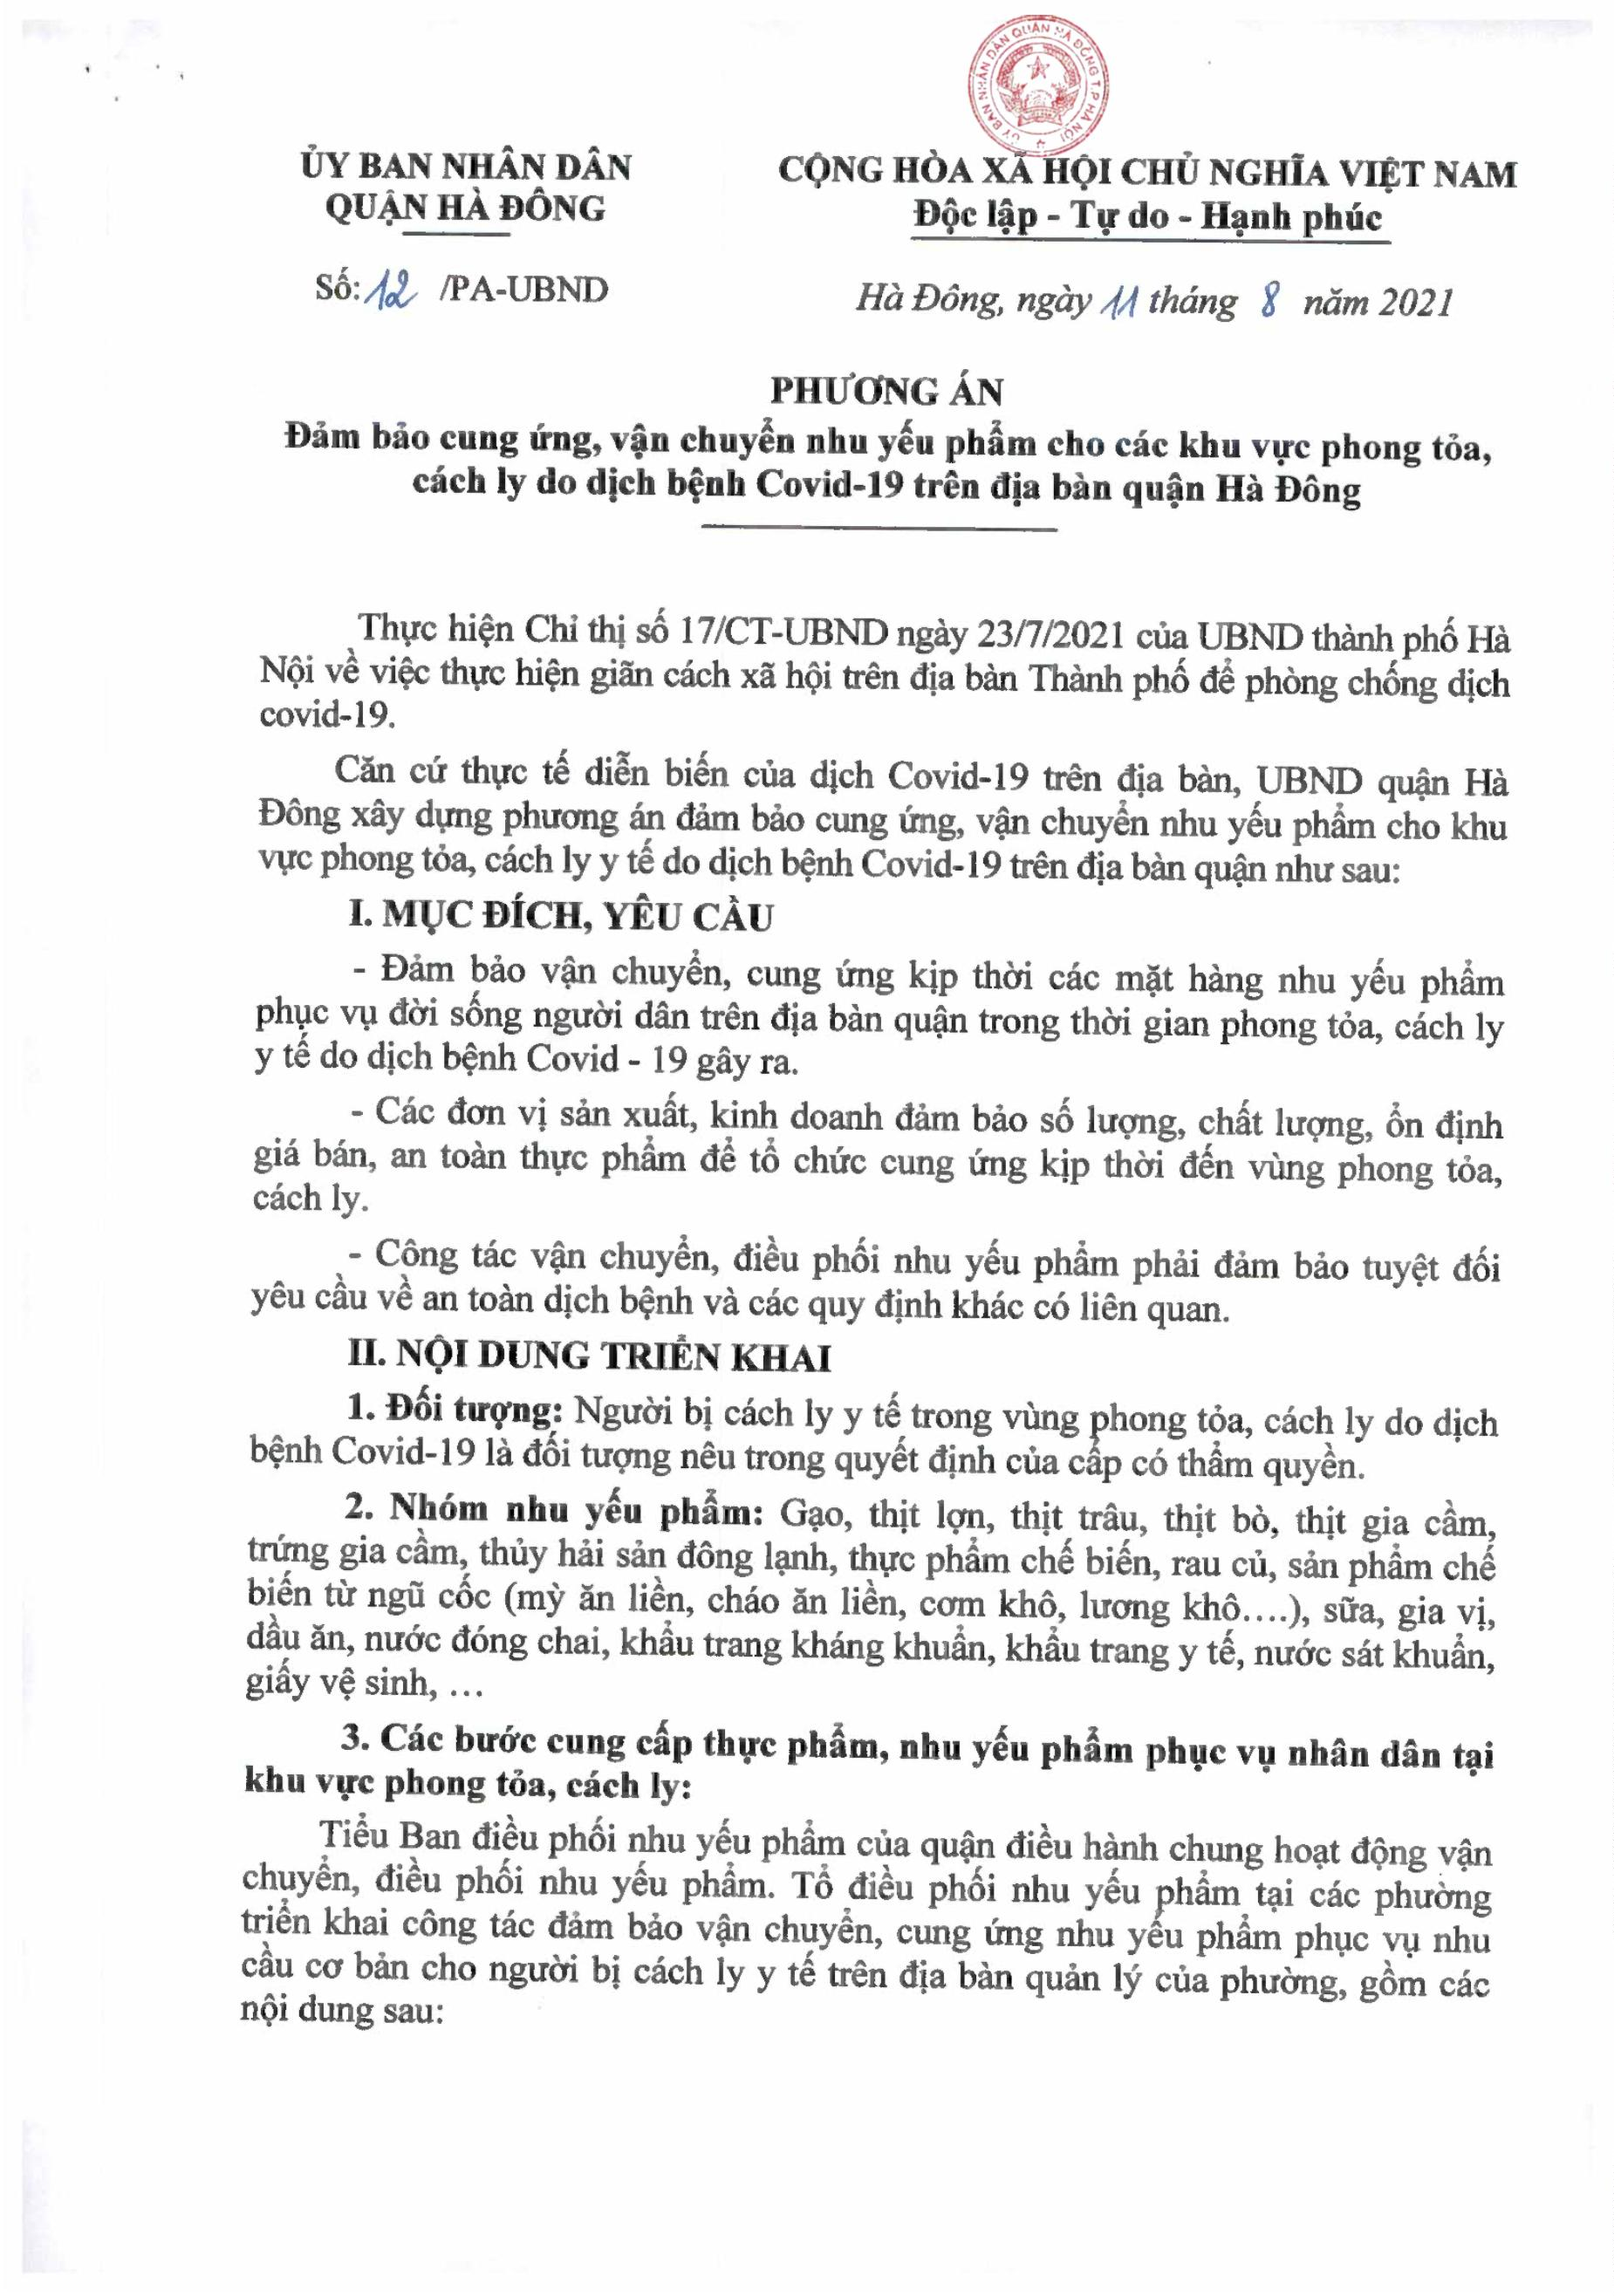 ỦY BAN NHÂN DÂN QUẬN HÀ ĐÔNG T.P HÀ NỘI
ỦY BAN NHÂN DÂN
QUẬN HÀ ĐÔNG
Số: 12 /PA-UBND
CỘNG HÒA XÃ HỘI CHỦ NGHĨA VIỆT NAM
Độc lập - Tự do - Hạnh phúc
Hà Đông, ngày 11 tháng 8 năm 2021
PHƯƠNG ÁN
Đảm bảo cung ứng, vận chuyển nhu yếu phẩm cho các khu vực phong tỏa,
cách ly do dịch bệnh Covid-19 trên địa bàn quận Hà Đông
Thực hiện Chỉ thị số 17/CT-UBND ngày 23/7/2021 của UBND thành phố Hà
Nội về việc thực hiện giãn cách xã hội trên địa bàn Thành phố để phòng chống dịch
covid-19.
Căn cứ thực tế diễn biến của dịch Covid-19 trên địa bàn, UBND quận Hà
Đông xây dựng phương án đảm bảo cung ứng, vận chuyển nhu yếu phẩm cho khu
vực phong tỏa, cách ly y tế do dịch bệnh Covid-19 trên địa bàn quận như sau:
I. MỤC ĐÍCH, YÊU CẦU
- Đảm bảo vận chuyển, cung ứng kịp thời các mặt hàng nhu yếu phẩm
phục vụ đời sống người dân trên địa bàn quận trong thời gian phong tỏa, cách ly
y tế do dịch bệnh Covid - 19 gây ra.
- Các đơn vị sản xuất, kinh doanh đảm bảo số lượng, chất lượng, ổn định
giá bán, an toàn thực phẩm để tổ chức cung ứng kịp thời đến vùng phong tỏa,
cách ly.
- Công tác vận chuyển, điều phối nhu yếu phẩm phải đảm bảo tuyệt đối
yêu cầu về an toàn dịch bệnh và các quy định khác có liên quan.
II. NỘI DUNG TRIỂN KHAI
1. Đối tượng: Người bị cách ly y tế trong vùng phong tỏa, cách ly do dịch
bệnh Covid-19 là đối tượng nêu trong quyết định của cấp có thẩm quyền.
2. Nhóm nhu yếu phẩm: Gạo, thịt lợn, thịt trâu, thịt bò, thịt gia cầm,
trứng gia cầm, thủy hải sản đông lạnh, thực phẩm chế biến, rau củ, sản phẩm chế
biến từ ngũ cốc (mỳ ăn liền, cháo ăn liền, cơm khô, lương khô....), sữa, gia vị,
dầu ăn, nước đóng chai, khẩu trang kháng khuẩn, khẩu trang y tế, nước sát khuẩn,
giấy vệ sinh, ...
3. Các bước cung cấp thực phẩm, nhu yếu phẩm phục vụ nhân dân tại
khu vực phong tỏa, cách ly:
Tiểu Ban điều phối nhu yếu phẩm của quận điều hành chung hoạt động vận
chuyển, điều phối nhu yếu phẩm. Tổ điều phối nhu yếu phẩm tại các phường
triển khai công tác đảm bảo vận chuyển, cung ứng nhu yếu phẩm phục vụ nhu
cầu cơ bản cho người bị cách ly y tế trên địa bàn quản lý của phường, gồm các
nội dung sau: